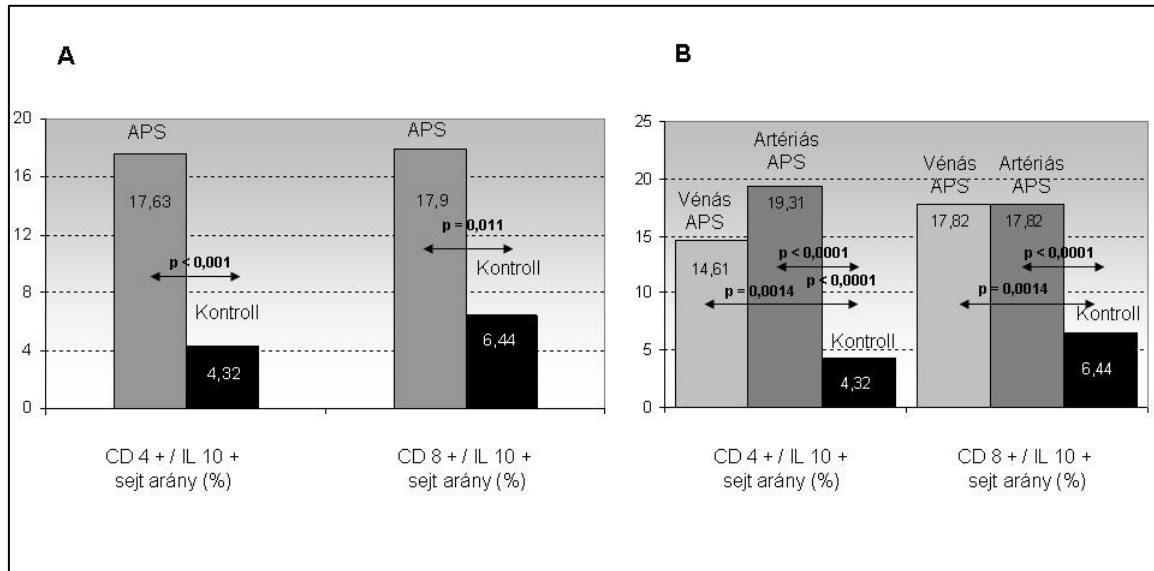 A
20
16
12
8
4
0
APS
17,63
p < 0,001
Kontroll
4,32
APS
17,9
p = 0,011
Kontroll
6,44
CD 4 + / IL 10 +
sejt arány (%)
CD 8 + / IL 10 +
sejt arány (%)
B
25
20
15
10
5
0
Vénás
APS
14,61
Artériás
APS
19,31
p < 0,0001
p < 0,0001
p = 0,0014
Kontroll
4,32
Vénás
APS
17,82
Artériás
APS
17,82
p < 0,0001
p = 0,0014
Kontroll
6,44
CD 4 + / IL 10 +
sejt arány (%)
CD 8 + / IL 10 +
sejt arány (%)